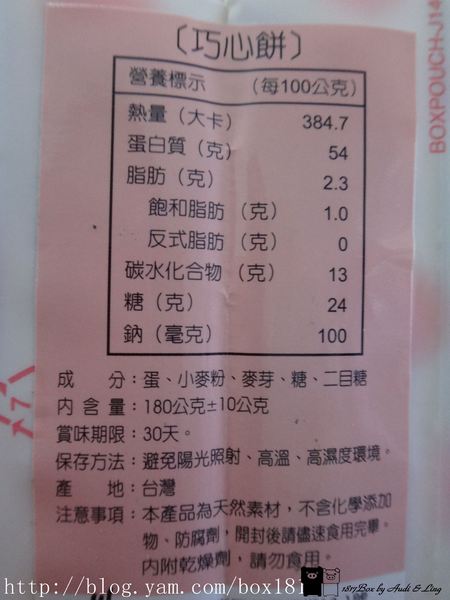 〔巧心餅〕
營養標示 （每100公克）
熱量（大卡） 384.7
蛋白質（克） 54
脂肪（克） 2.3
飽和脂肪（克） 1.0
反式脂肪（克） 0
碳水化合物（克） 13
糖（克） 24
鈉（毫克） 100
成 分：蛋、小麥粉、麥芽、糖、二目糖
內 含 量：180公克±10公克
賞味期限：30天。
保存方法：避免陽光照射、高溫、高濕度環境。
產 地：台灣
注意事項：本產品為天然素材，不含化學添加
物、防腐劑，開封後請儘速食用完畢。
內附乾燥劑，請勿食用。
BOXPOUCH-J14
7
http://blog.yam.com/box181
1817Box by Audi & Ling